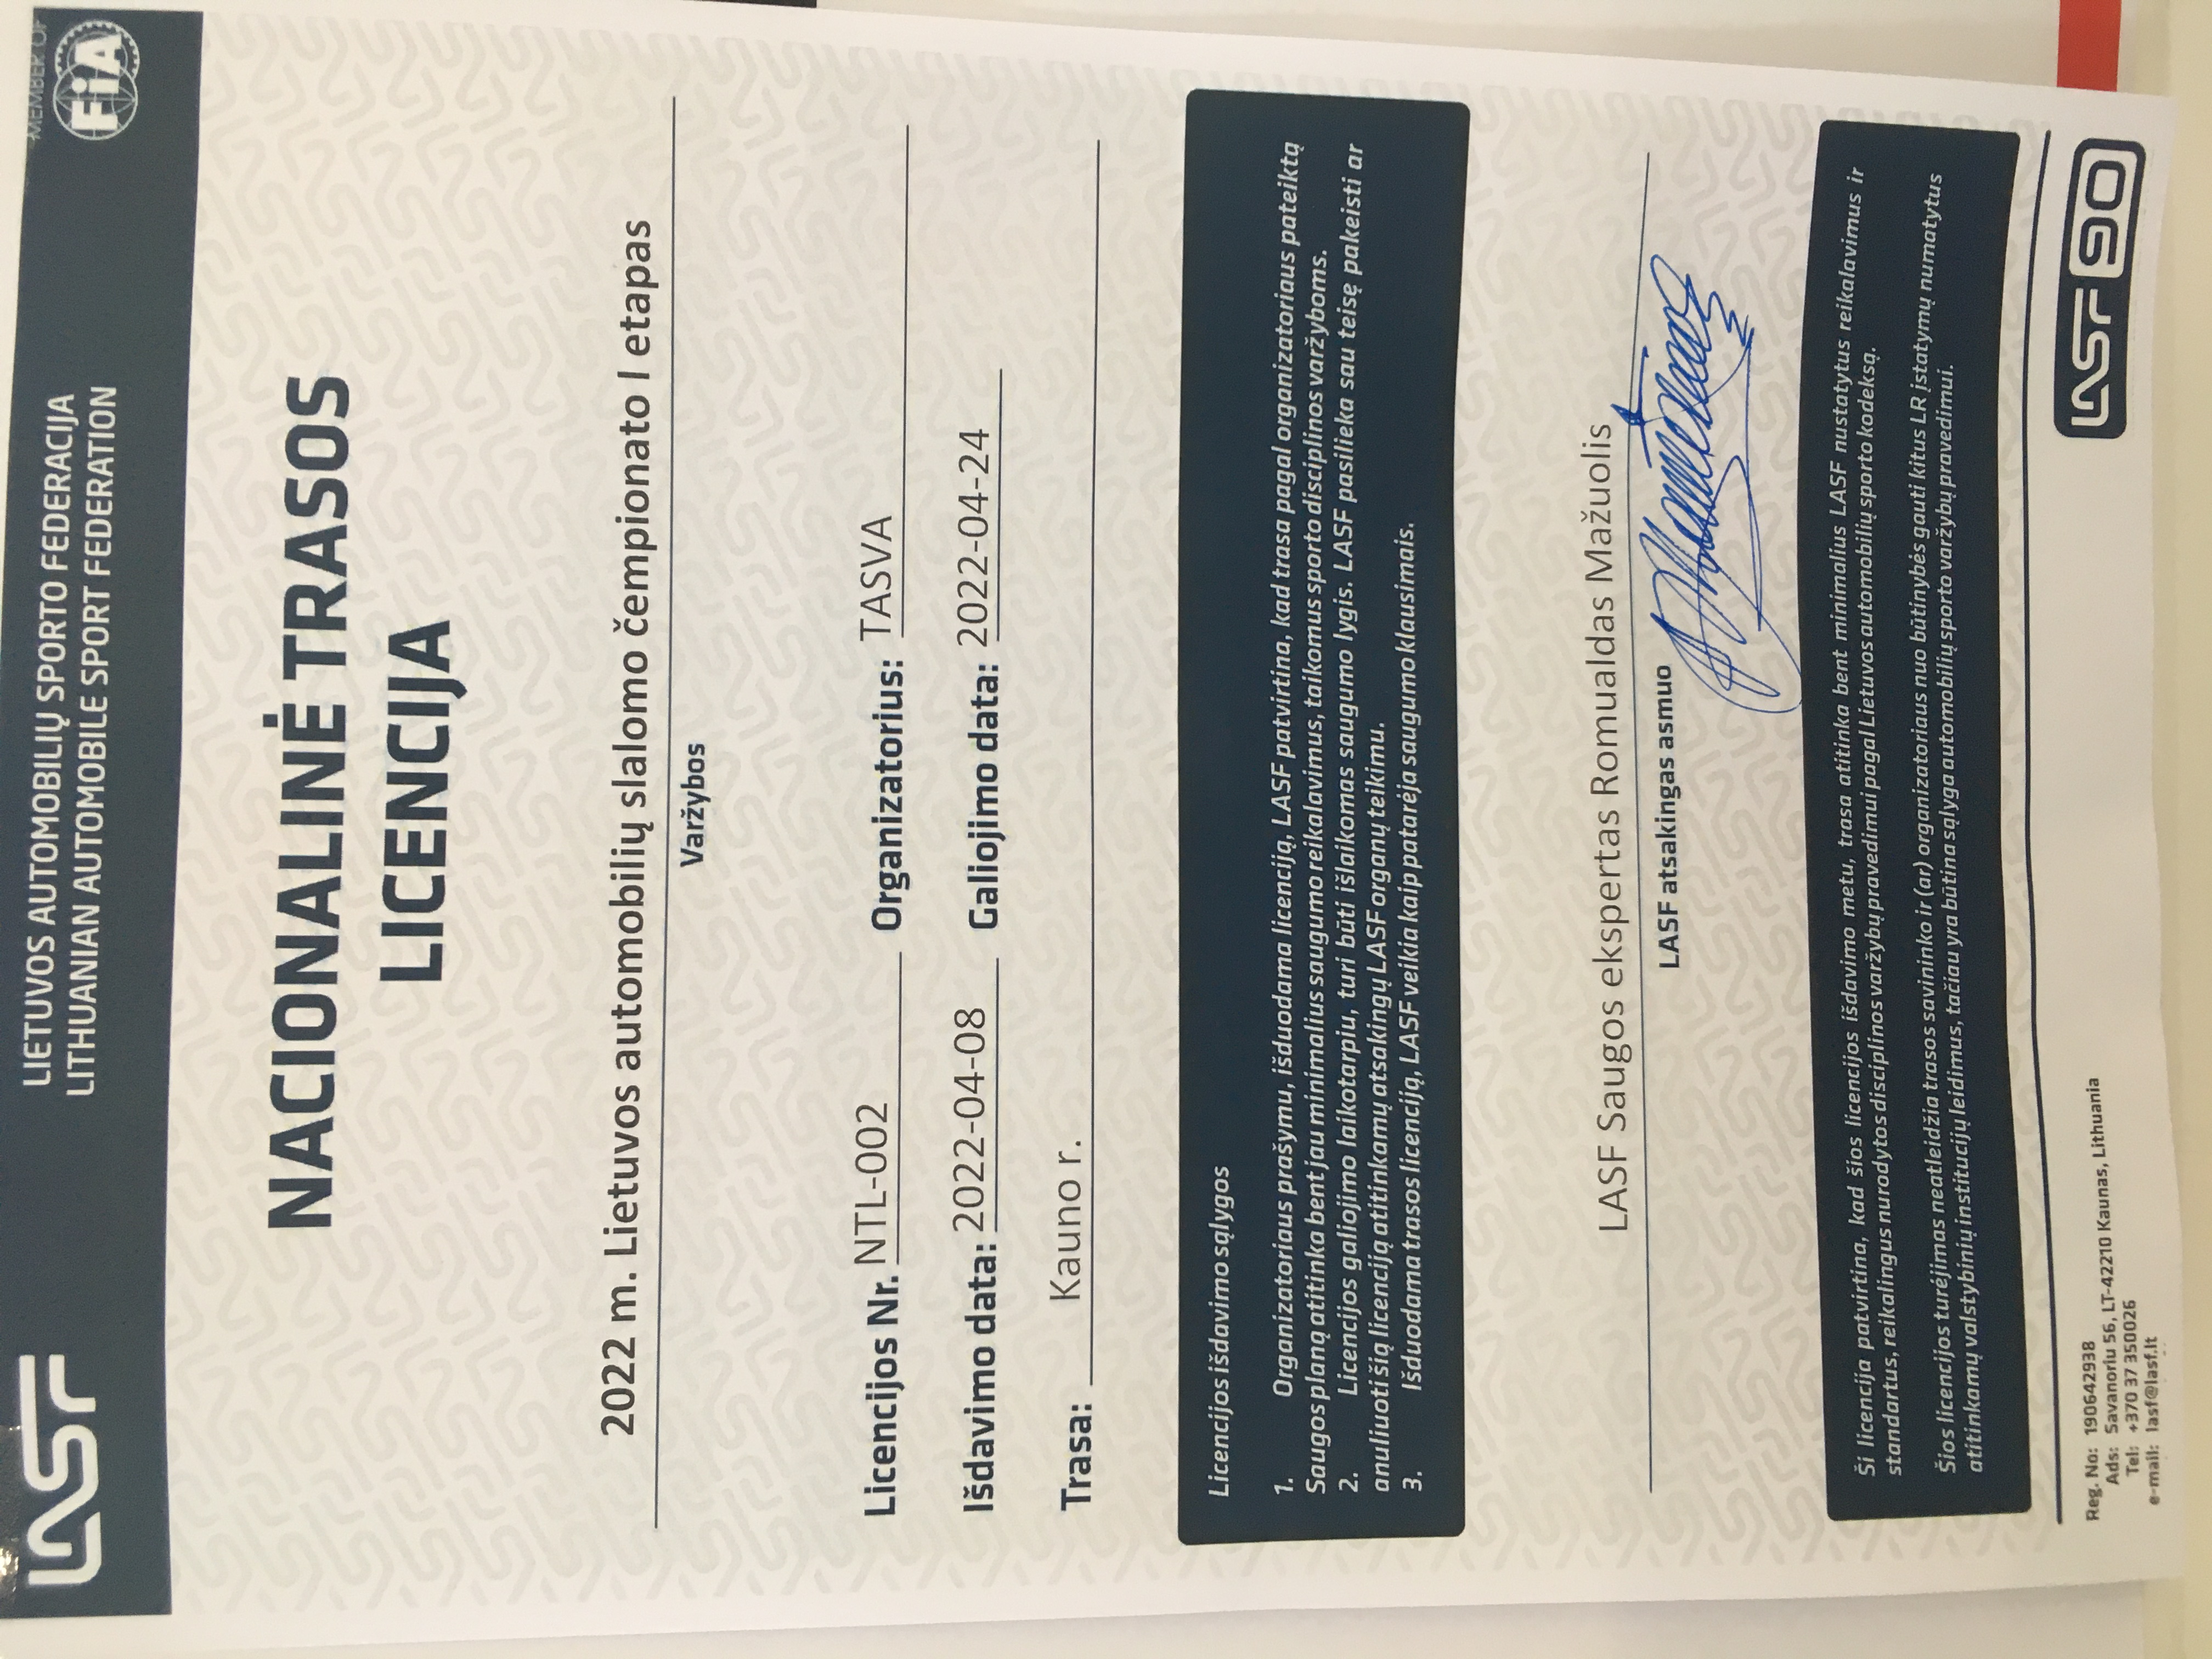 LASF
LIETUVOS AUTOMOBILIŲ SPORTO FEDERACIJA
LITHUANIAN AUTOMOBILE SPORT FEDERATION
MEMBER OF
FiA
NACIONALINĖ TRASOS
LICENCIJA
2022 m. Lietuvos automobilių slalomo čempionato I etapas
Varžybos
Licencijos Nr. NTL-002 Organizatorius: TASVA
Išdavimo data: 2022-04-08 Galiojimo data: 2022-04-24
Trasa: Kauno r.
Licencijos išdavimo sąlygos
1. Organizatoriaus prašymu, išduodama licenciją, LASF patvirtina, kad trasa pagal organizatoriaus pateiktą
Saugos planą atitinka bent jau minimalius saugumo reikalavimus, taikomus sporto disciplinos varžyboms.
2. Licencijos galiojimo laikotarpiu, turi būti išlaikomas saugumo lygis. LASF pasilieka sau teisę pakeisti ar
anuliuoti šią licenciją atitinkamų atsakingų LASF organų teikimu.
3. Išduodama trasos licenciją, LASF veikia kaip patarėja saugumo klausimais.
LASF Saugos ekspertas Romualdas Mažuolis
LASF atsakingas asmuo
Ši licencija patvirtina, kad šios licencijos išdavimo metu, trasa atitinka bent minimalius LASF nustatytus reikalavimus ir
standartus, reikalingus nurodytos disciplinos varžybų pravedimui pagal Lietuvos automobilių sporto kodeksą.
Šios licencijos turėjimas neatleidžia trasos savininko ir (ar) organizatoriaus nuo būtinybės gauti kitus LR įstatymų numatytus
atitinkamų valstybinių institucijų leidimus, tačiau yra būtina sąlyga automobilių sporto varžybų pravedimui.
Reg. No: 190642938
Ads: Savanoriu 56, LT-42210 Kaunas, Lithuania
Tel: +370 37 350026
e-mail: lasf@lasf.lt
LASF 90